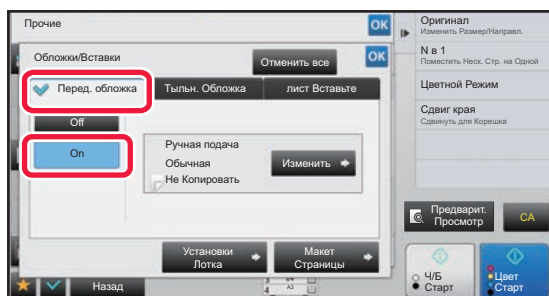 Прочие
OK
Обложки/Вставки
Отменить все
OK
Перед. обложка
Тыльн. Обложка
лист Вставьте
Off
On
Ручная подача
Обычная
Не Копировать
Изменить
Установки
Лотка
Макет
Страницы
Назад
4
A3
Оригинал
Изменить Размер/Направл.
N в 1
Поместить Неск. Стр. на Одной
Цветной Режим
Сдвиг края
Сдвинуть для Корешка
Предварит.
Просмотр
CA
Ч/Б
Старт
Цвет
Старт